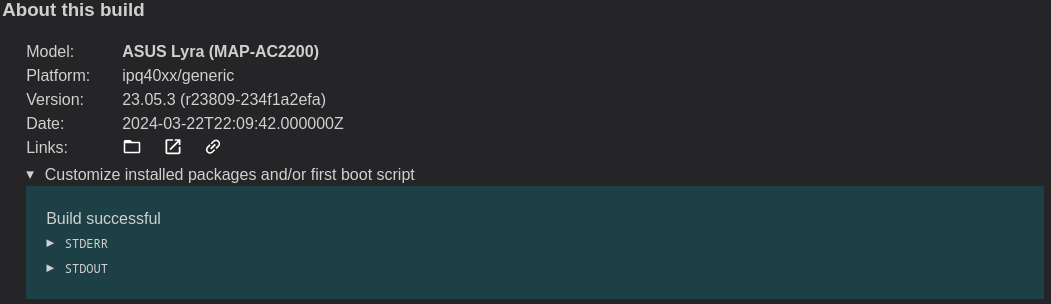 About this build
Model: ASUS Lyra (MAP-AC2200)
Platform: ipq40xx/generic
Version: 23.05.3 (r23809-234f1a2efa)
Date: 2024-03-22T22:09:42.000000Z
Links:
▼ Customize installed packages and/or first boot script
Build successful
► STDERR
► STDOUT